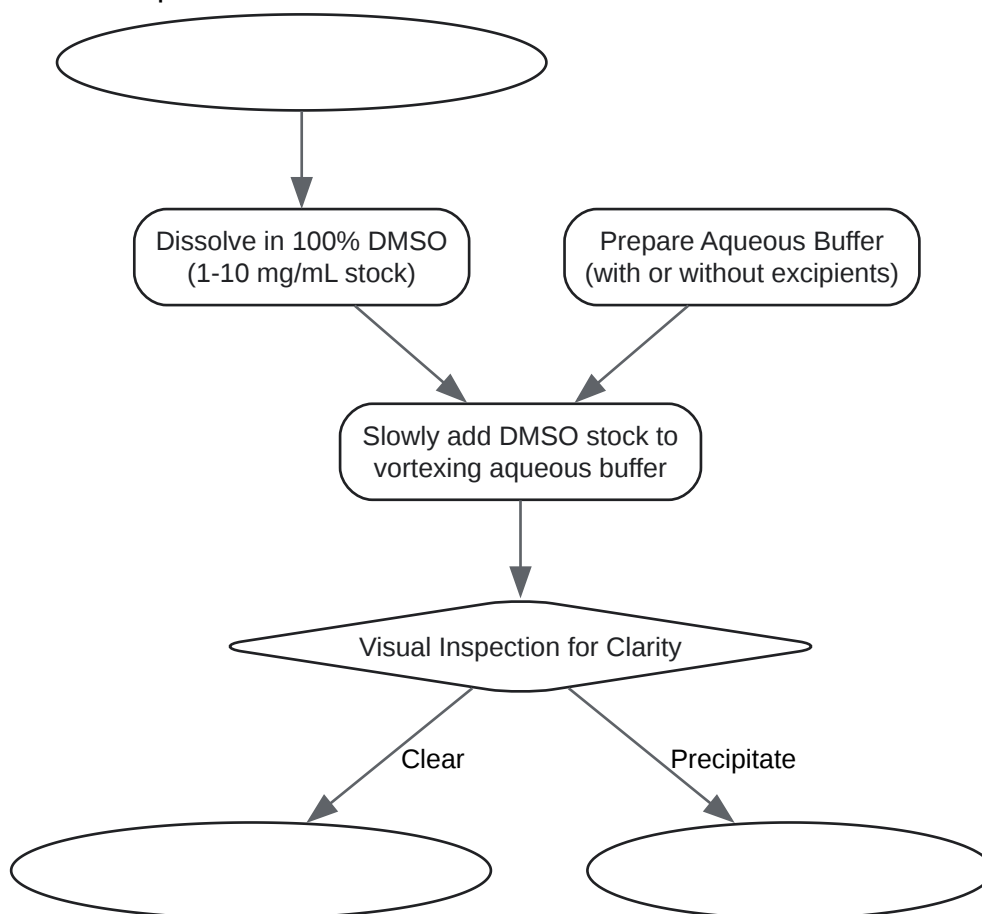 Dissolve in 100% DMSO
(1-10 mg/mL stock)
Prepare Aqueous Buffer
(with or without excipients)
Slowly add DMSO stock to
vortexing aqueous buffer
Visual Inspection for Clarity
Clear
Precipitate